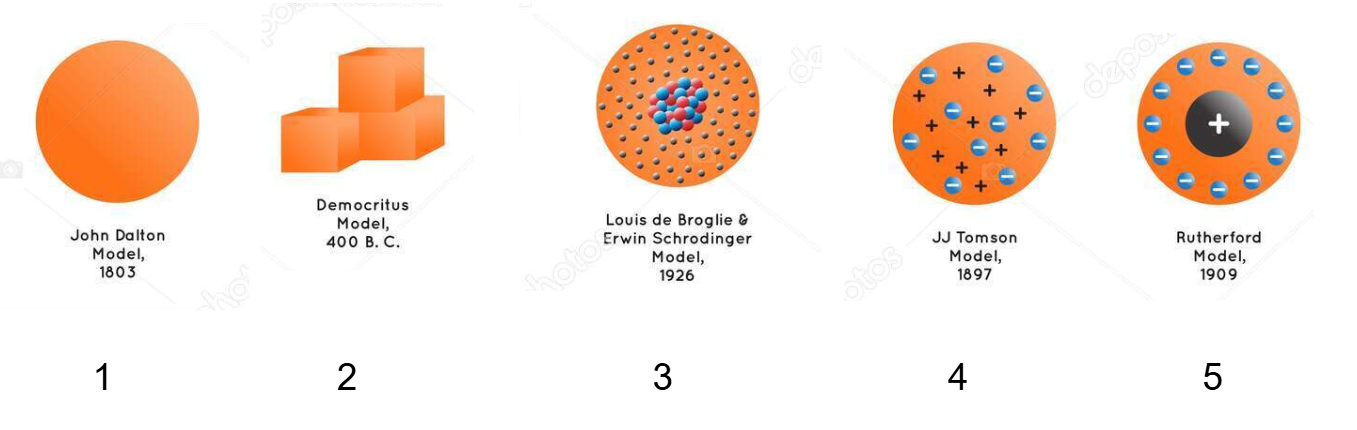 John Dalton
Model,
1803
Democritus
Model,
400 B. C.
Louis de Broglie &
Erwin Schrodinger
Model,
1926
JJ Tomson
Model,
1897
Rutherford
Model,
1909
1
2
3
4
5